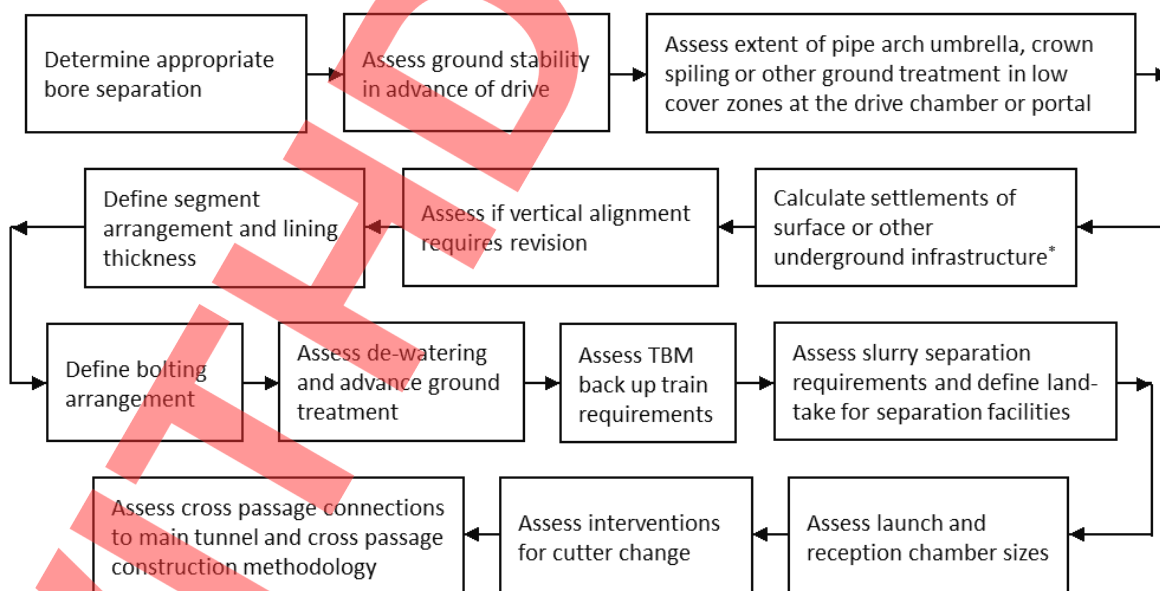 Determine appropriate
bore separation
Assess ground stability
in advance of drive
Assess extent of pipe arch umbrella, crown
spiling or other ground treatment in low
cover zones at the drive chamber or portal
Calculate settlements of
surface or other
underground infrastructure*
Assess if vertical alignment
requires revision
Define segment
arrangement and lining
thickness
Define bolting
arrangement
Assess de-watering
and advance ground
treatment
Assess TBM
back up train
requirements
Assess slurry separation
requirements and define land-
take for separation facilities
Assess launch and
reception chamber sizes
Assess interventions
for cutter change
Assess cross passage connections
to main tunnel and cross passage
construction methodology